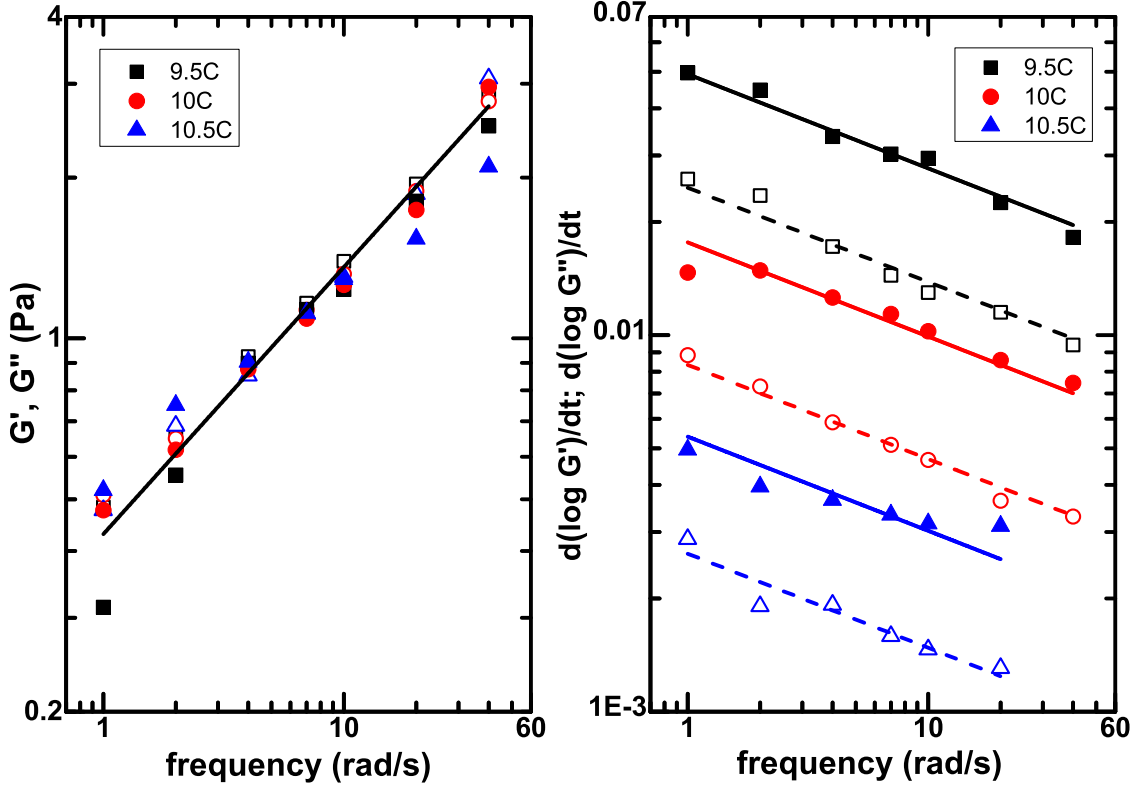 4
1
0.2
G', G" (Pa)
9.5C
10C
10.5C
1
10
60
frequency (rad/s)
0.07
0.01
1E-3
d(log G')/dt; d(log G")/dt
9.5C
10C
10.5C
1
10
60
frequency (rad/s)